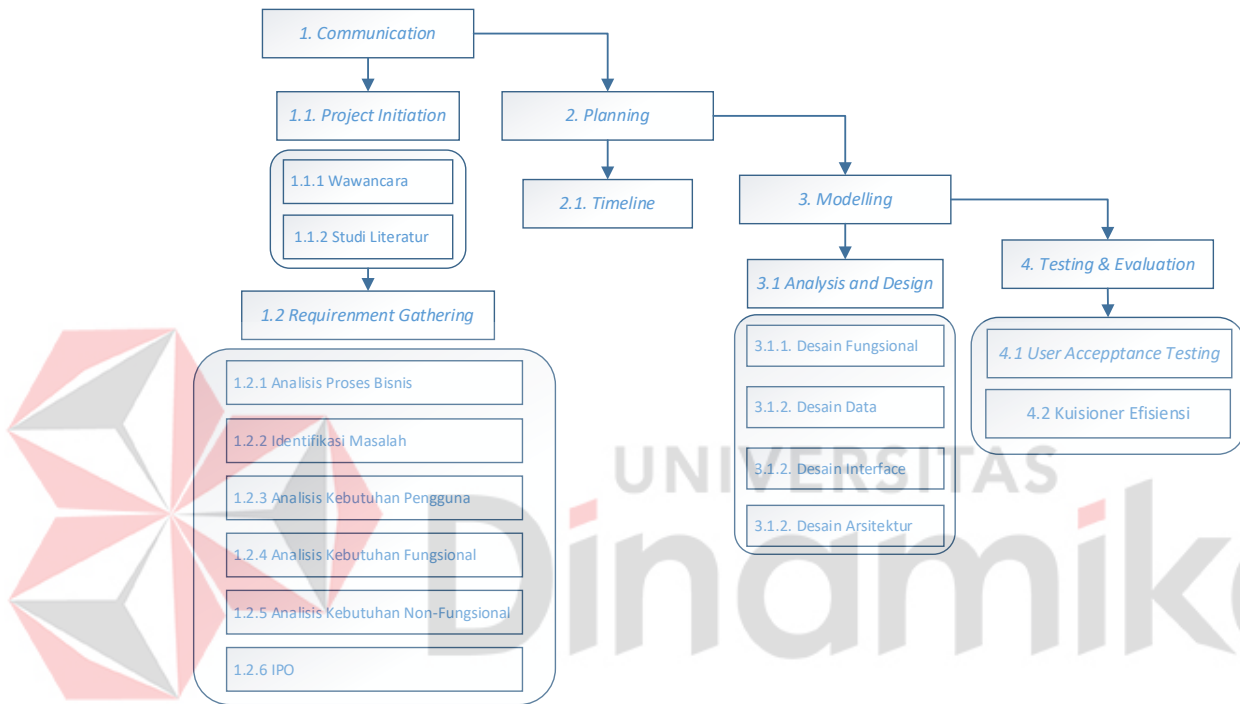 1. Communication
1.1. Project Initiation
1.1.1 Wawancara
1.1.2 Studi Literatur
1.2 Requirenment Gathering
1.2.1 Analisis Proses Bisnis
1.2.2 Identifikasi Masalah
1.2.3 Analisis Kebutuhan Pengguna
1.2.4 Analisis Kebutuhan Fungsional
1.2.5 Analisis Kebutuhan Non-Fungsional
1.2.6 IPO
2. Planning
2.1. Timeline
3. Modelling
3.1 Analysis and Design
3.1.1. Desain Fungsional
3.1.2. Desain Data
3.1.2. Desain Interface
3.1.2. Desain Arsitektur
4. Testing & Evaluation
4.1 User Accepptance Testing
4.2 Kuisioner Efisiensi
UNIVERSITAS
Dinamika